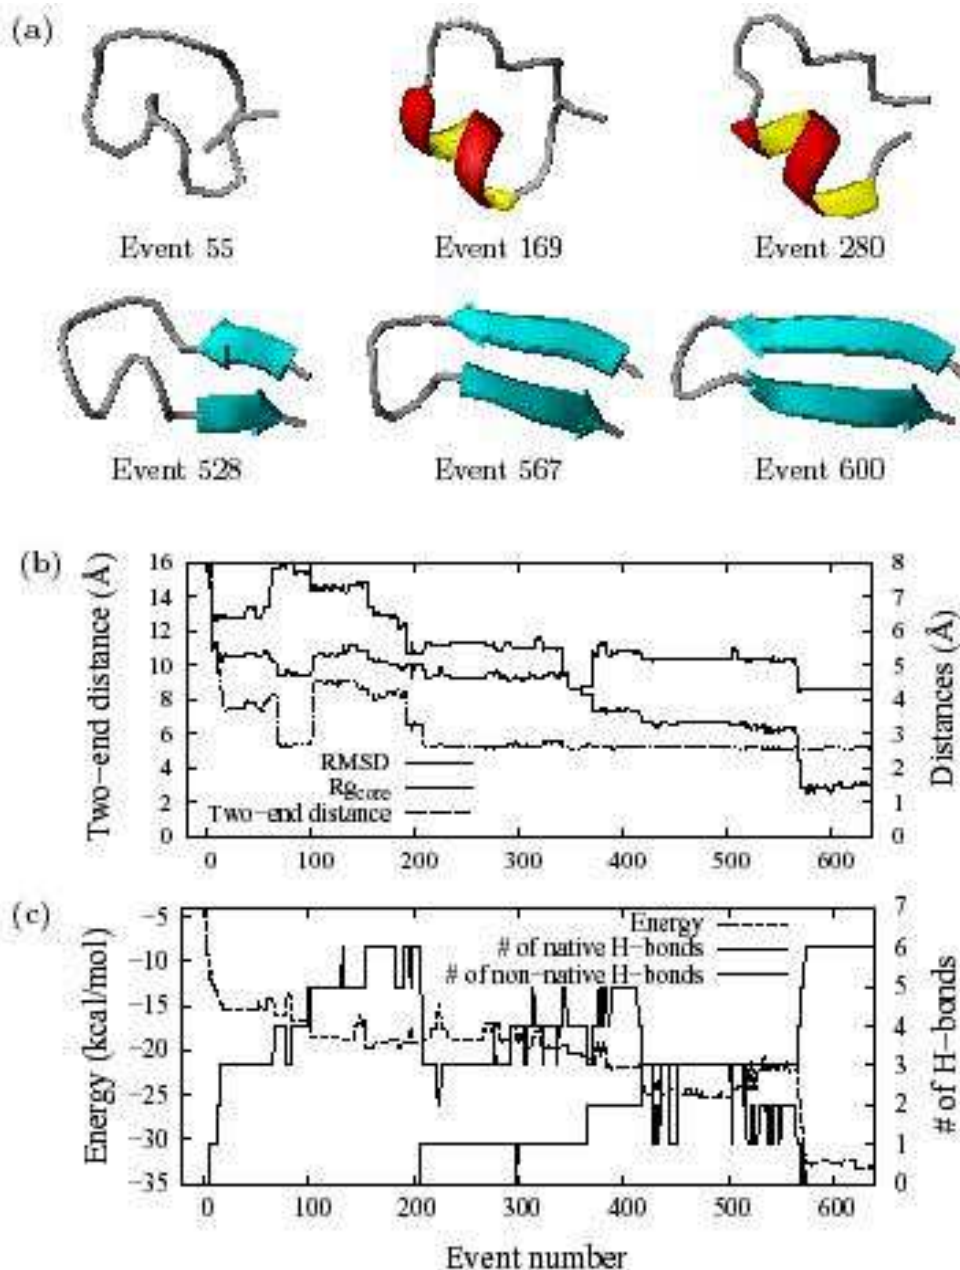 (a)
Event 55
Event 169
Event 280
Event 528
Event 567
Event 600
(b)
Two-end distance (Å)
16
14
12
10
8
6
4
2
0
8
7
6
5
4
3
2
1
0
Distances (Å)
RMSD
Rgcore
Two-end distance
0 100 200 300 400 500 600
(c)
Energy (kcal/mol)
-5
-10
-15
-20
-25
-30
-35
7
6
5
4
3
2
1
0
# of H-bonds
Energy
# of native H-bonds
# of non-native H-bonds
0 100 200 300 400 500 600
Event number